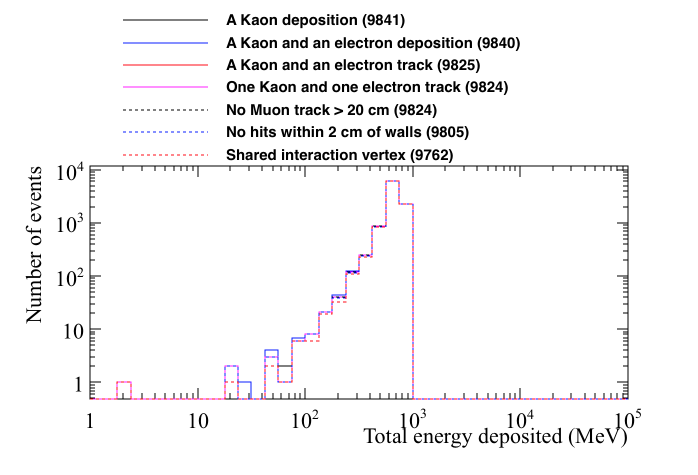 A Kaon deposition (9841)
A Kaon and an electron deposition (9840)
A Kaon and an electron track (9825)
One Kaon and one electron track (9824)
No Muon track > 20 cm (9824)
No hits within 2 cm of walls (9805)
Shared interaction vertex (9762)
Number of events
10^4
10^3
10^2
10
1
1 10 10^2 10^3 10^4 10^5
Total energy deposited (MeV)